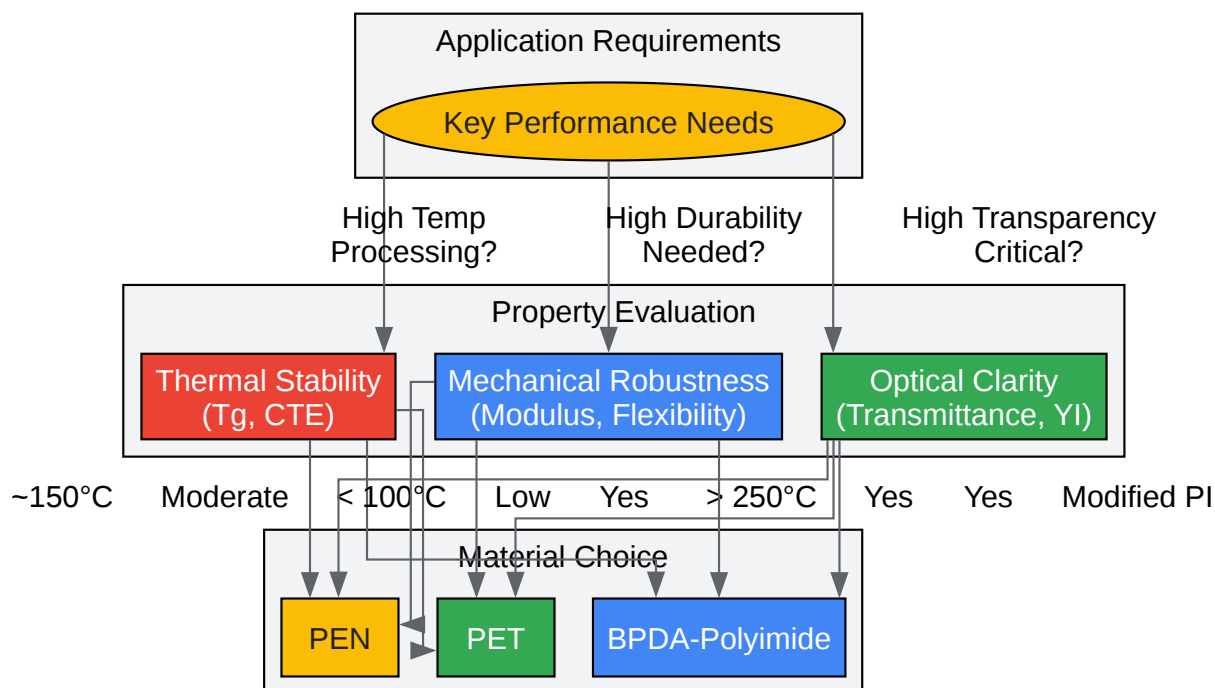 Application Requirements
Key Performance Needs
High Temp
Processing?
High Durability
Needed?
High Transparency
Critical?
Property Evaluation
Thermal Stability
(Tg, CTE)
Mechanical Robustness
(Modulus, Flexibility)
Optical Clarity
(Transmittance, YI)
~150°C
Moderate
< 100°C
Low
Yes
> 250°C
Yes
Yes
Modified PI
Material Choice
PEN
PET
BPDA-Polyimide